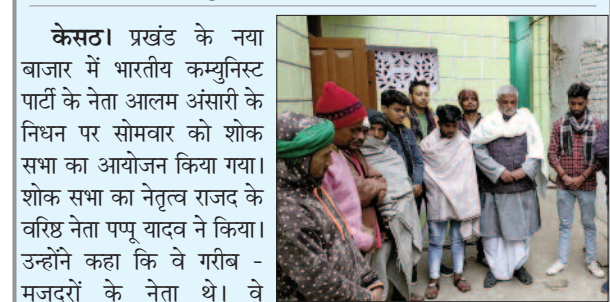 केसठ। प्रखंड के नया
बाजार में भारतीय कम्युनिस्ट
पार्टी के नेता आलम अंसारी के
निधन पर सोमवार को शोक
सभा का आयोजन किया गया।
शोक सभा का नेतृत्व राजद के
वरिष्ठ नेता पप्पू यादव ने किया।
उन्होंने कहा कि वे गरीब -
मजदूरों के नेता थे। वे